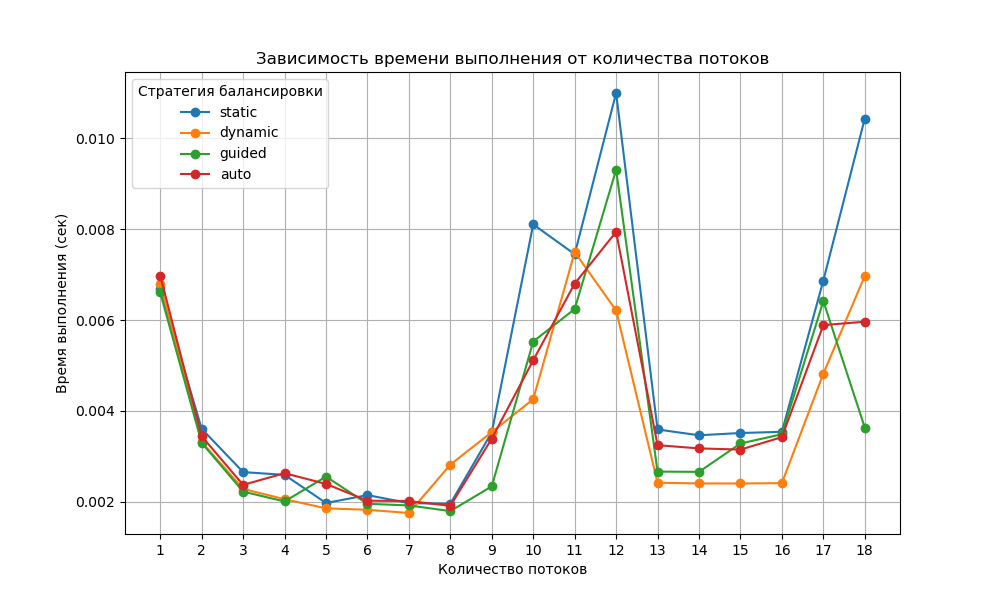 Зависимость времени выполнения от количества потоков
Стратегия балансировки
static
dynamic
guided
auto
Время выполнения (сек)
0.010
0.008
0.006
0.004
0.002
1 2 3 4 5 6 7 8 9 10 11 12 13 14 15 16 17 18
Количество потоков